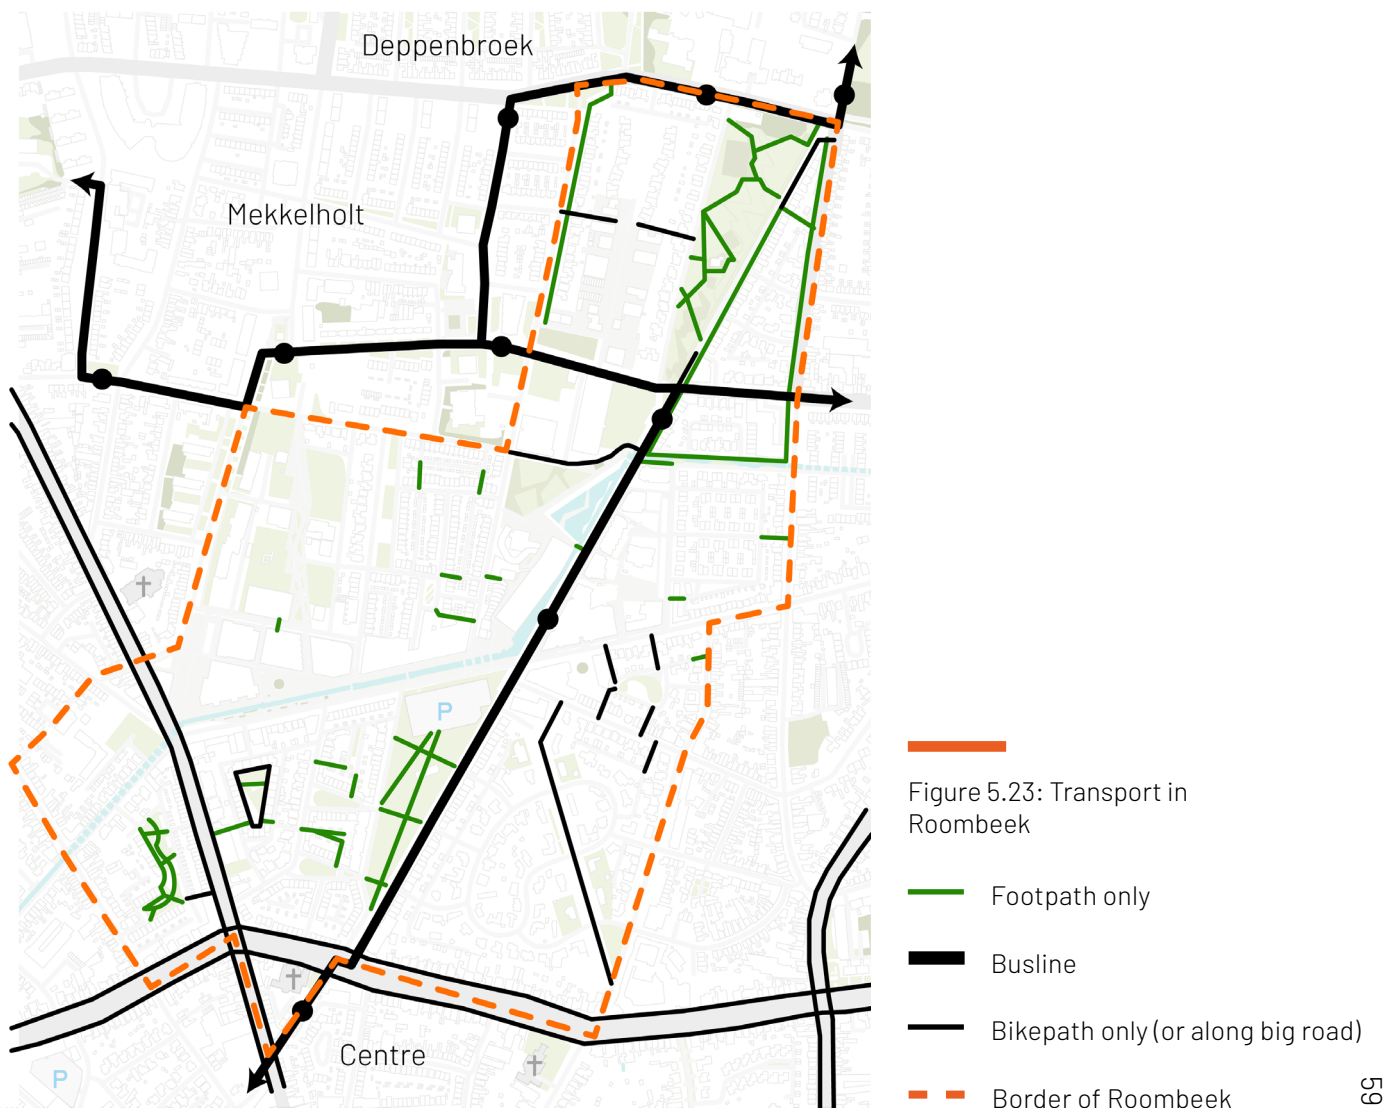 Deppenbroek
Mekkelholt
P
Centre
P
Figure 5.23: Transport in
Roombeek
Footpath only
Busline
Bikepath only (or along big road)
Border of Roombeek
59